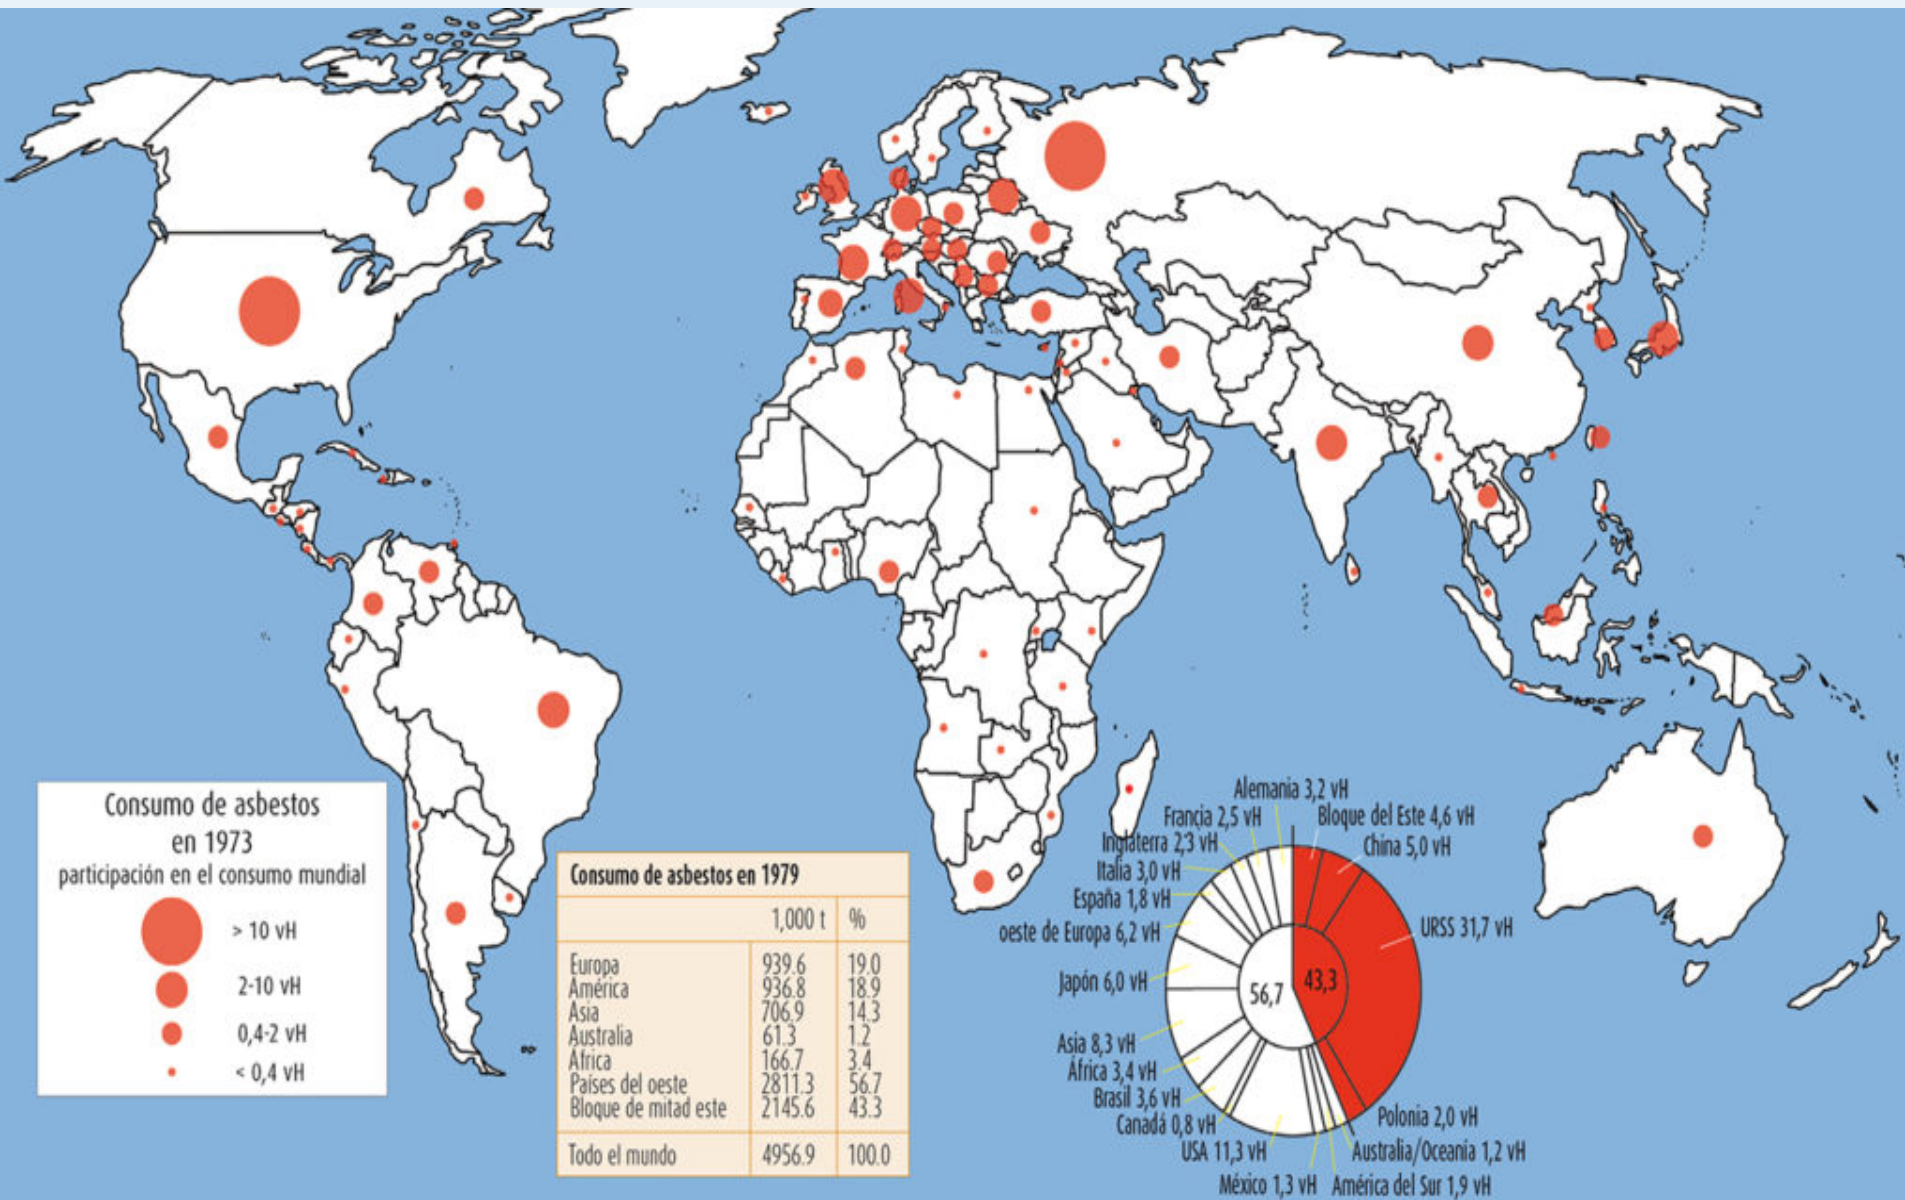 Consumo de asbestos
en 1973
participación en el consumo mundial
> 10 vH
2-10 vH
0,4-2 vH
< 0,4 vH
Consumo de asbestos en 1979
1,000 t %
Europa 939.6 19.0
América 936.8 18.9
Asia 706.9 14.3
Australia 61.3 1.2
África 166.7 3.4
Países del oeste 2811.3 56.7
Bloque de mitad este 2145.6 43.3
Todo el mundo 4956.9 100.0
Alemania 3,2 vH
Francia 2,5 vH
Inglaterra 2,3 vH
Italia 3,0 vH
España 1,8 vH
oeste de Europa 6,2 vH
Japón 6,0 vH
Asia 8,3 vH
África 3,4 vH
Brasil 3,6 vH
Canadá 0,8 vH
USA 11,3 vH
México 1,3 vH
América del Sur 1,9 vH
Australia/Oceanía 1,2 vH
Polonia 2,0 vH
URSS 31,7 vH
China 5,0 vH
Bloque del Este 4,6 vH
56,7
43,3